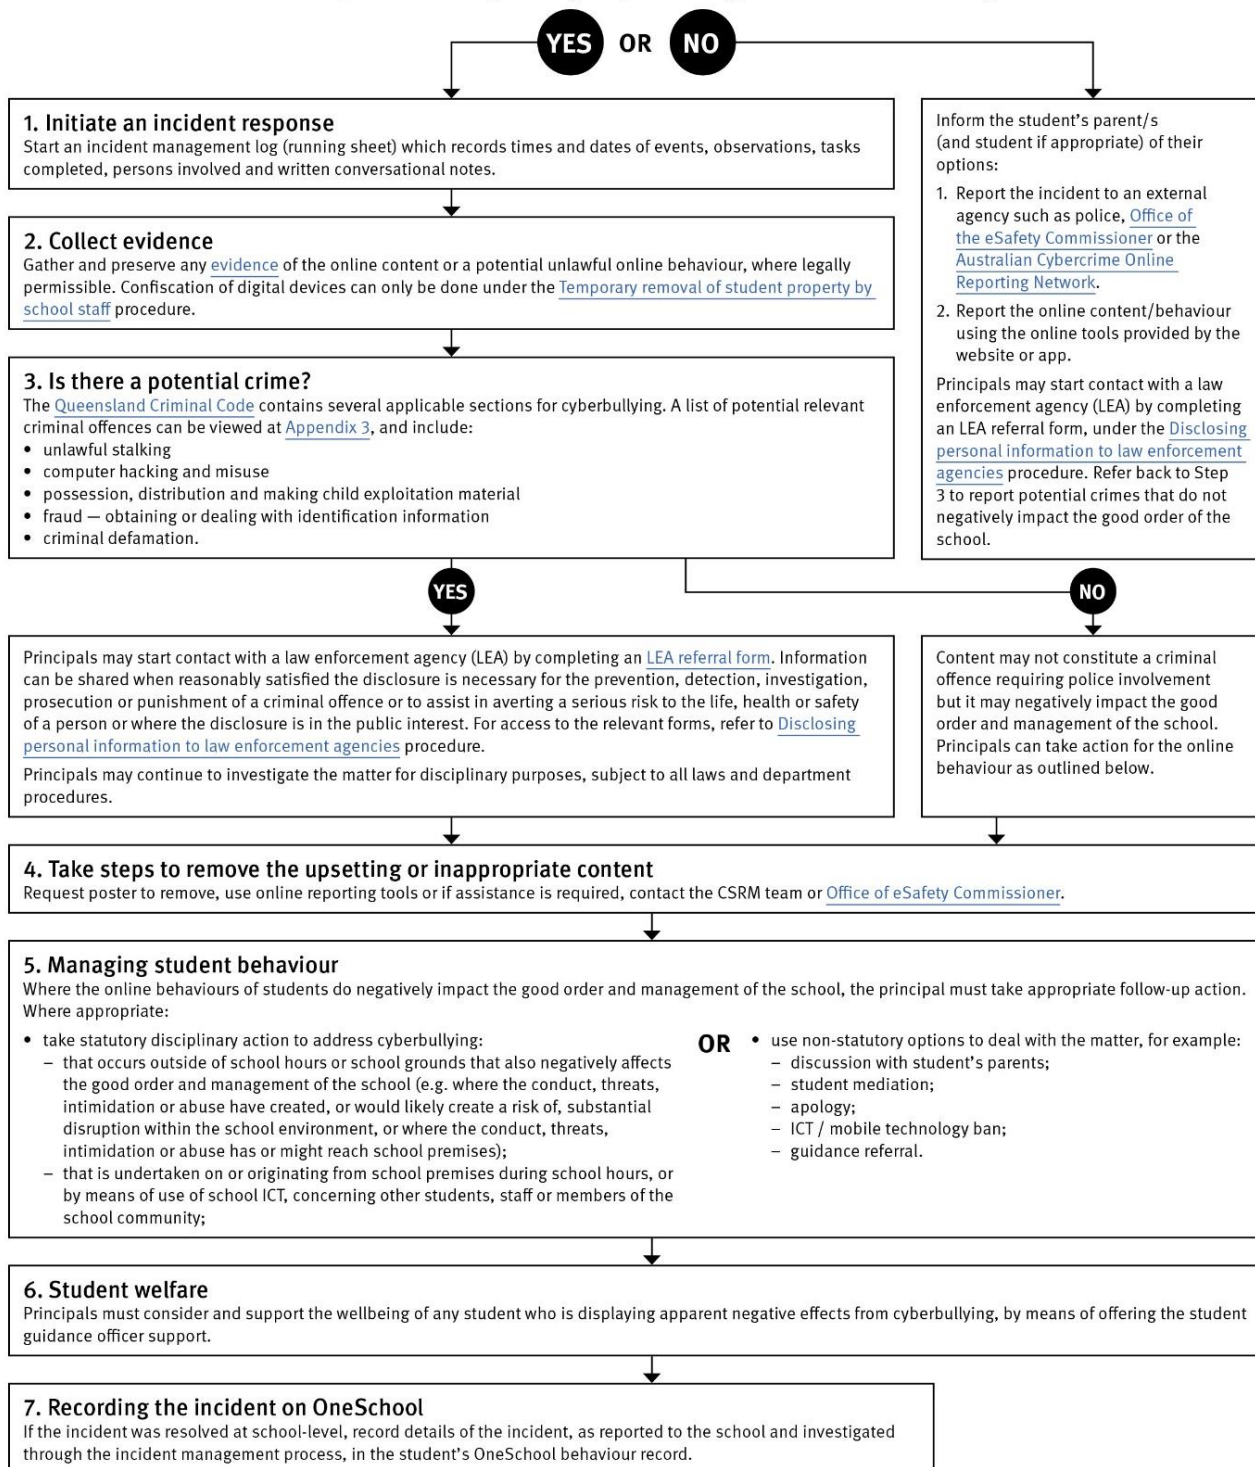 YES OR NO
1. Initiate an incident response
Start an incident management log (running sheet) which records times and dates of events, observations, tasks
completed, persons involved and written conversational notes.
2. Collect evidence
Gather and preserve any evidence of the online content or a potential unlawful online behaviour, where legally
permissible. Confiscation of digital devices can only be done under the Temporary removal of student property by
school staff procedure.
3. Is there a potential crime?
The Queensland Criminal Code contains several applicable sections for cyberbullying. A list of potential relevant
criminal offences can be viewed at Appendix 3, and include:
• unlawful stalking
• computer hacking and misuse
• possession, distribution and making child exploitation material
• fraud — obtaining or dealing with identification information
• criminal defamation.
Inform the student's parent/s
(and student if appropriate) of their
options:
1. Report the incident to an external
agency such as police, Office of
the eSafety Commissioner or the
Australian Cybercrime Online
Reporting Network.
2. Report the online content/behaviour
using the online tools provided by the
website or app.
Principals may start contact with a law
enforcement agency (LEA) by completing
an LEA referral form, under the Disclosing
personal information to law enforcement
agencies procedure. Refer back to Step
3 to report potential crimes that do not
negatively impact the good order of the
school.
YES
NO
Principals may start contact with a law enforcement agency (LEA) by completing an LEA referral form. Information
can be shared when reasonably satisfied the disclosure is necessary for the prevention, detection, investigation,
prosecution or punishment of a criminal offence or to assist in averting a serious risk to the life, health or safety
of a person or where the disclosure is in the public interest. For access to the relevant forms, refer to Disclosing
personal information to law enforcement agencies procedure.
Principals may continue to investigate the matter for disciplinary purposes, subject to all laws and department
procedures.
Content may not constitute a criminal
offence requiring police involvement
but it may negatively impact the good
order and management of the school.
Principals can take action for the online
behaviour as outlined below.
4. Take steps to remove the upsetting or inappropriate content
Request poster to remove, use online reporting tools or if assistance is required, contact the CSRM team or Office of eSafety Commissioner.
5. Managing student behaviour
Where the online behaviours of students do negatively impact the good order and management of the school, the principal must take appropriate follow-up action.
Where appropriate:
• take statutory disciplinary action to address cyberbullying:
– that occurs outside of school hours or school grounds that also negatively affects
the good order and management of the school (e.g. where the conduct, threats,
intimidation or abuse have created, or would likely create a risk of, substantial
disruption within the school environment, or where the conduct, threats,
intimidation or abuse has or might reach school premises);
– that is undertaken on or originating from school premises during school hours, or
by means of use of school ICT, concerning other students, staff or members of the
school community;
OR
• use non-statutory options to deal with the matter, for example:
– discussion with student's parents;
– student mediation;
– apology;
– ICT / mobile technology ban;
– guidance referral.
6. Student welfare
Principals must consider and support the wellbeing of any student who is displaying apparent negative effects from cyberbullying, by means of offering the student
guidance officer support.
7. Recording the incident on OneSchool
If the incident was resolved at school-level, record details of the incident, as reported to the school and investigated
through the incident management process, in the student's OneSchool behaviour record.